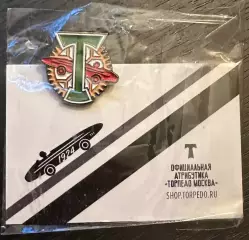 T
1924
T
ОФИЦИАЛЬНАЯ
АТРИБУТИКА
«ТОРПЕДО МОСКВА»
SHOP.TORPEDO.RU